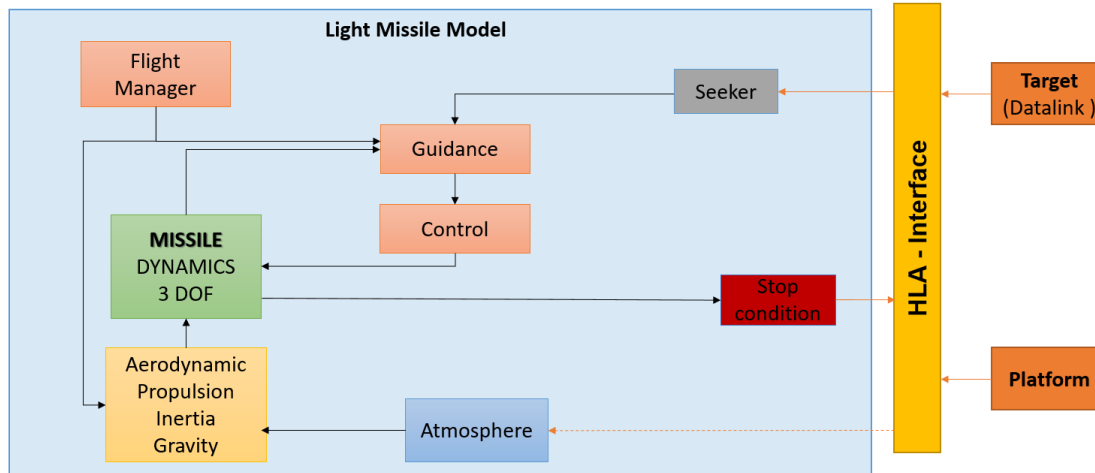 Light Missile Model
Flight
Manager
Seeker
Target
(Datalink )
Guidance
Control
MISSILE
DYNAMICS
3 DOF
Stop
condition
HLA - Interface
Aerodynamic
Propulsion
Inertia
Gravity
Atmosphere
Platform